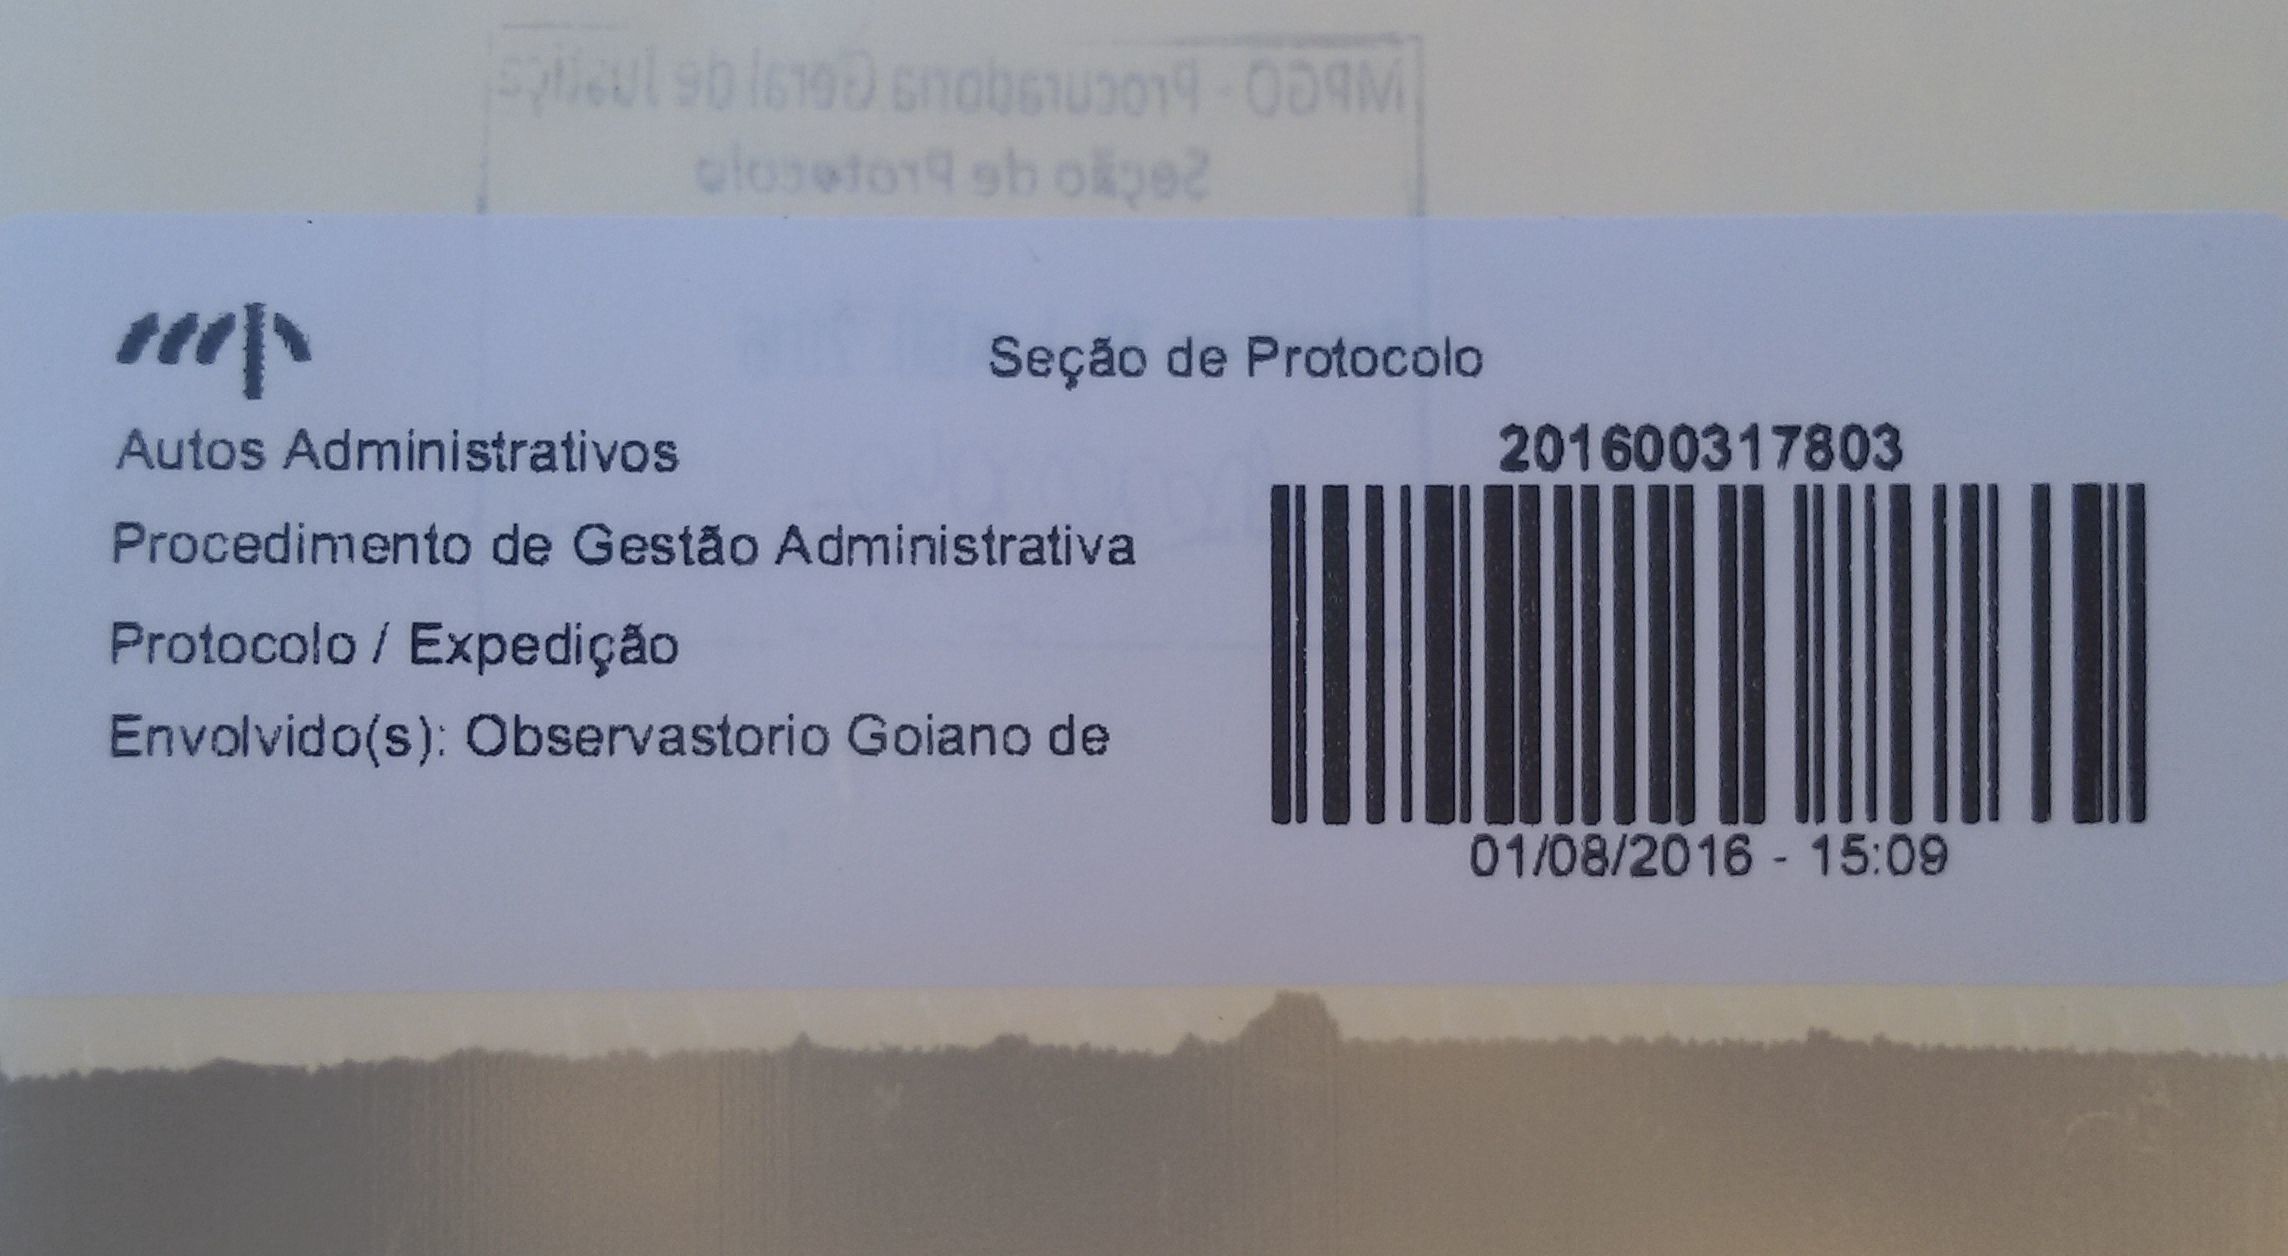 MPGO - Procuradoria Geral de Justiça
Seção de Protocolo
Seção de Protocolo
Autos Administrativos
201600317803
Procedimento de Gestão Administrativa
Protocolo / Expedição
Envolvido(s): Observastorio Goiano de
01/08/2016 - 15:09